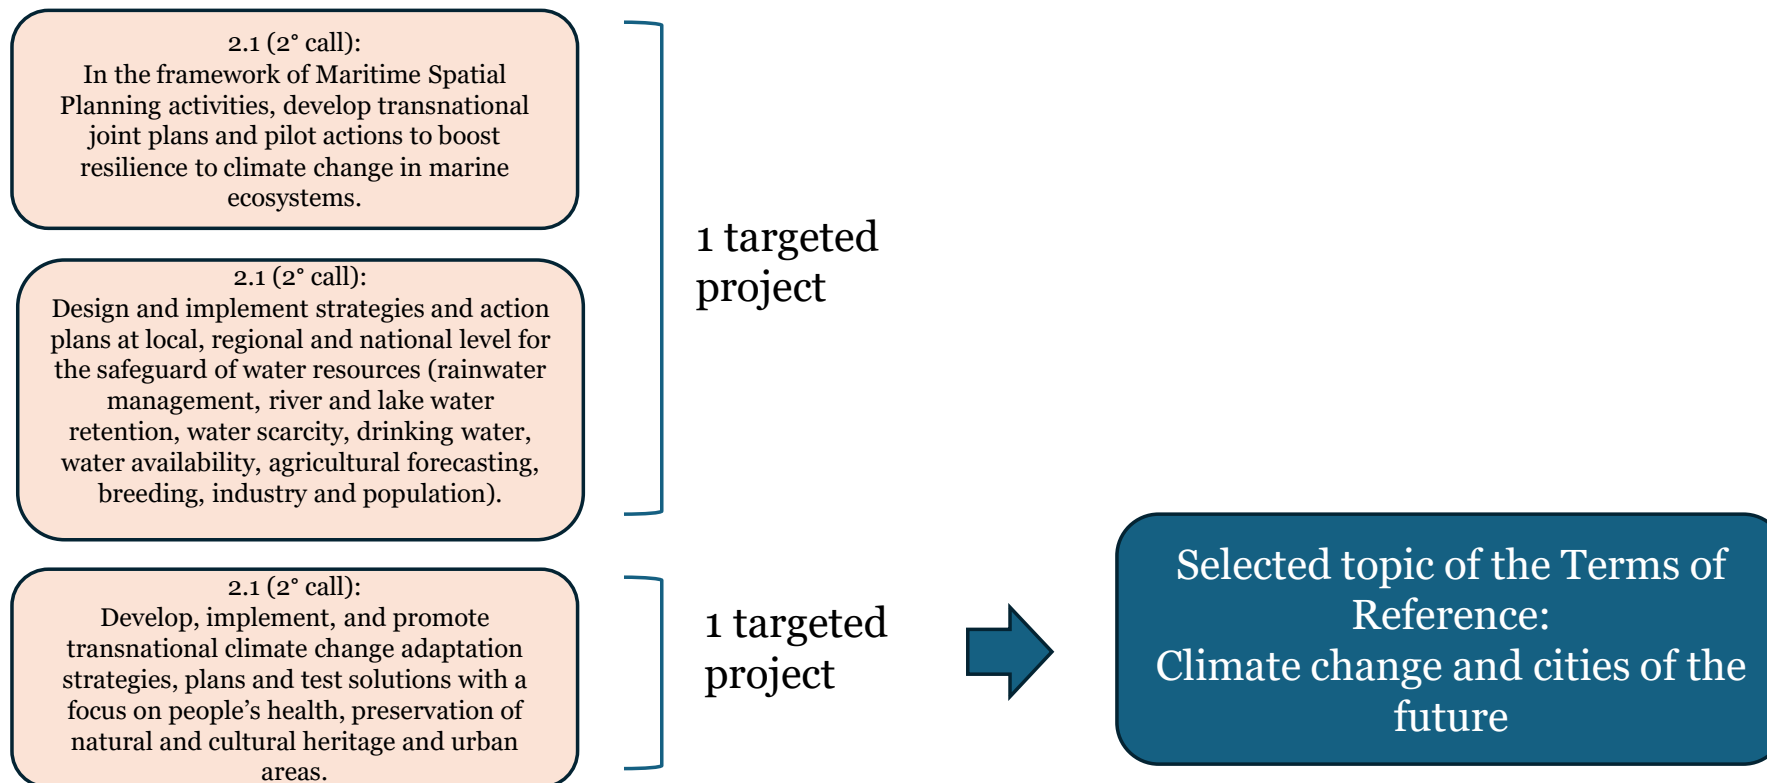 2.1 (2° call):
In the framework of Maritime Spatial
Planning activities, develop transnational
joint plans and pilot actions to boost
resilience to climate change in marine
ecosystems.
2.1 (2° call):
Design and implement strategies and action
plans at local, regional and national level for
the safeguard of water resources (rainwater
management, river and lake water
retention, water scarcity, drinking water,
water availability, agricultural forecasting,
breeding, industry and population).
1 targeted
project
2.1 (2° call):
Develop, implement, and promote
transnational climate change adaptation
strategies, plans and test solutions with a
focus on people’s health, preservation of
natural and cultural heritage and urban
areas.
1 targeted
project
Selected topic of the Terms of
Reference:
Climate change and cities of the
future